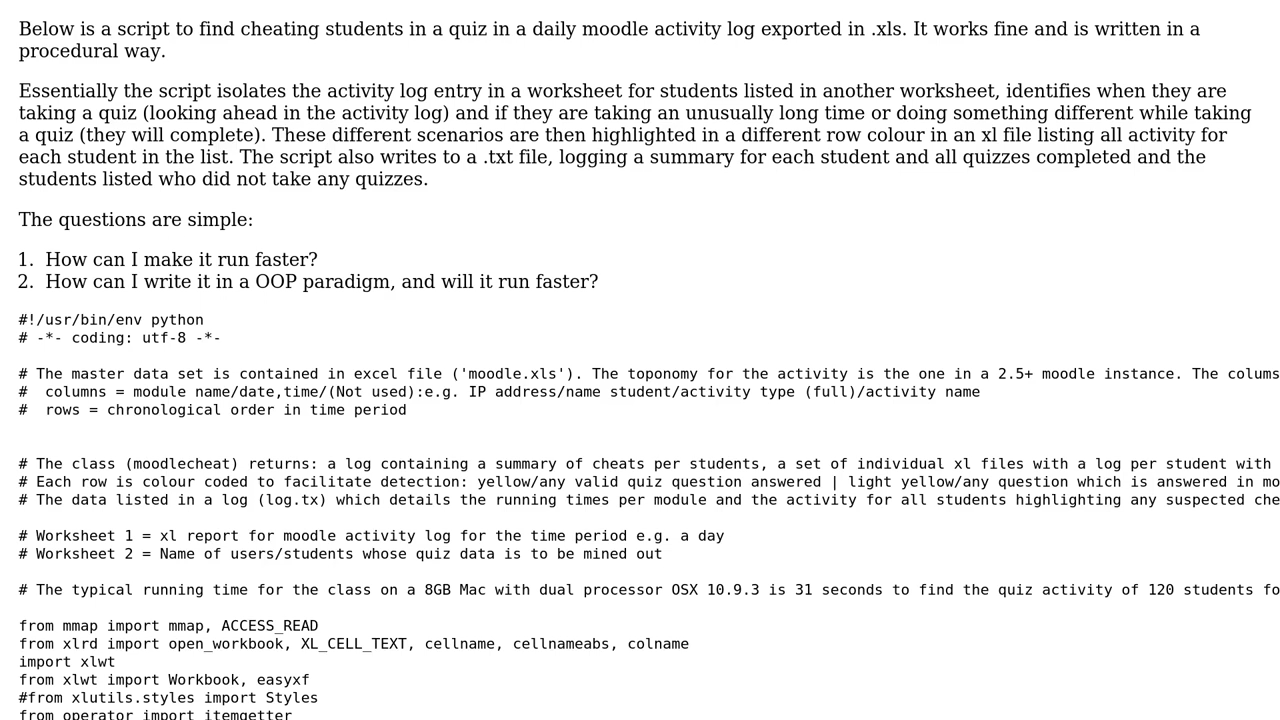 Below is a script to find cheating students in a quiz in a daily moodle activity log exported in .xls. It works fine and is written in a
procedural way.
Essentially the script isolates the activity log entry in a worksheet for students listed in another worksheet, identifies when they are
taking a quiz (looking ahead in the activity log) and if they are taking an unusually long time or doing something different while taking
a quiz (they will complete). These different scenarios are then highlighted in a different row colour in an xl file listing all activity for
each student in the list. The script also writes to a .txt file, logging a summary for each student and all quizzes completed and the
students listed who did not take any quizzes.
The questions are simple:
1. How can I make it run faster?
2. How can I write it in a OOP paradigm, and will it run faster?
#!/usr/bin/env python
# -*- coding: utf-8 -*-
# The master data set is contained in excel file ('moodle.xls'). The toponomy for the activity is the one in a 2.5+ moodle instance. The colums
#  columns = module name/date,time/(Not used):e.g. IP address/name student/activity type (full)/activity name
#  rows = chronological order in time period
# The class (moodlecheat) returns: a log containing a summary of cheats per students, a set of individual xl files with a log per student with
# Each row is colour coded to facilitate detection: yellow/any valid quiz question answered | light yellow/any question which is answered in mo
# The data listed in a log (log.tx) which details the running times per module and the activity for all students highlighting any suspected che
# Worksheet 1 = xl report for moodle activity log for the time period e.g. a day
# Worksheet 2 = Name of users/students whose quiz data is to be mined out
# The typical running time for the class on a 8GB Mac with dual processor OSX 10.9.3 is 31 seconds to find the quiz activity of 120 students fo
from mmap import mmap, ACCESS_READ
from xlrd import open_workbook, XL_CELL_TEXT, cellname, cellnameabs, colname
import xlwt
from xlwt import Workbook, easyxf
#from xlutils.styles import Styles
from operator import itemgetter